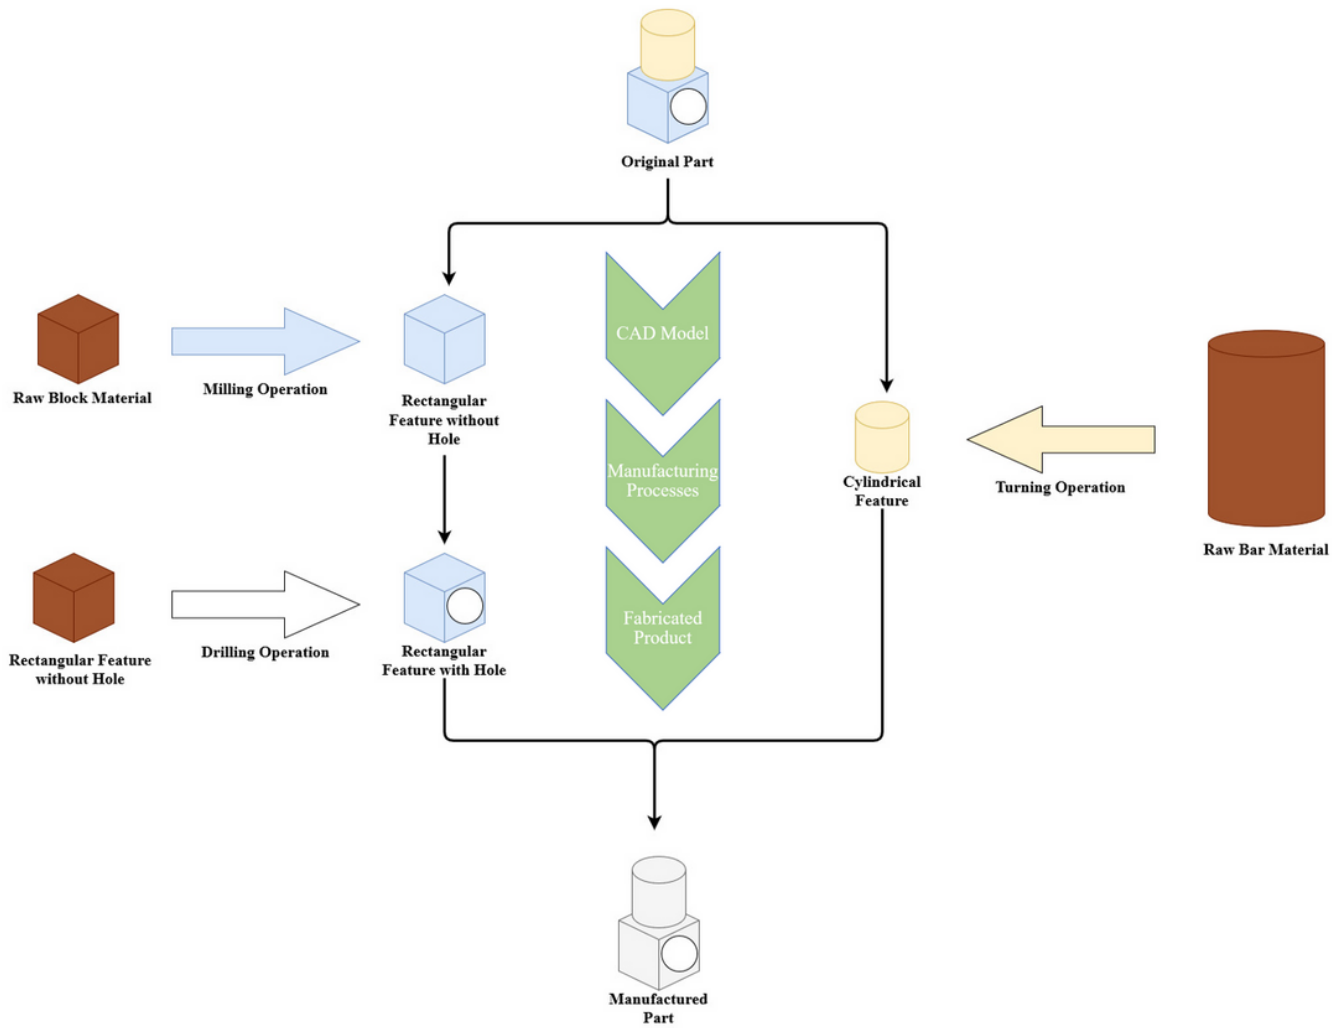 Original Part
CAD Model
Raw Block Material
Milling Operation
Rectangular
Feature without
Hole
Manufacturing
Processes
Cylindrical
Feature
Turning Operation
Raw Bar Material
Rectangular Feature
without Hole
Drilling Operation
Rectangular
Feature with Hole
Fabricated
Product
Manufactured
Part